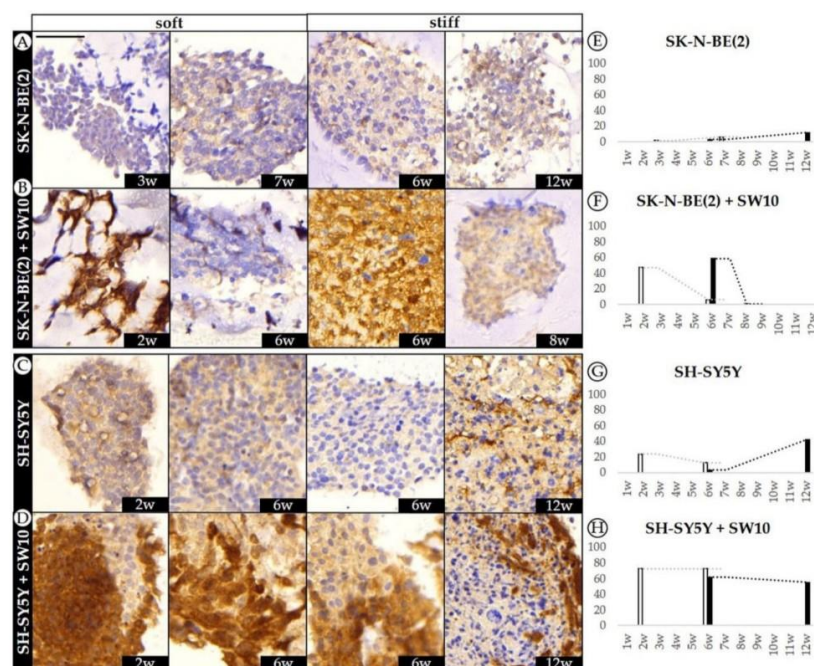 soft stiff
A SK-N-BE(2) 3w 7w 6w 12w
B SK-N-BE(2) + SW10 2w 6w 6w 8w
C SH-SY5Y 2w 6w 6w 12w
D SH-SY5Y + SW10 2w 6w 6w 12w
E SK-N-BE(2)
100
80
60
40
20
0
1w 2w 3w 4w 5w 6w 7w 8w 9w 10w 11w 12w
F SK-N-BE(2) + SW10
100
80
60
40
20
0
1w 2w 3w 4w 5w 6w 7w 8w 9w 10w 11w 12w
G SH-SY5Y
100
80
60
40
20
0
1w 2w 3w 4w 5w 6w 7w 8w 9w 10w 11w 12w
H SH-SY5Y + SW10
100
80
60
40
20
0
1w 2w 3w 4w 5w 6w 7w 8w 9w 10w 11w 12w